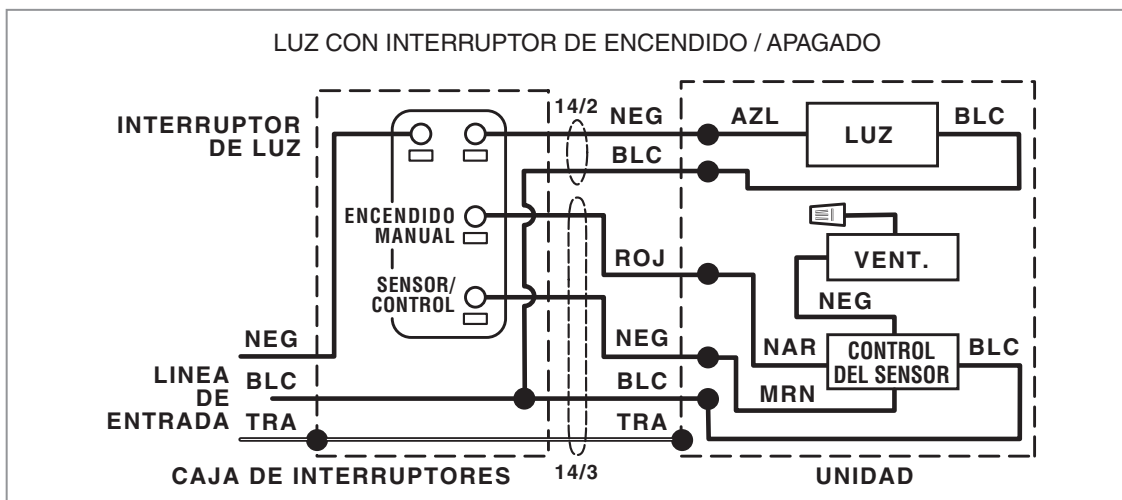 LUZ CON INTERRUPTOR DE ENCENDIDO / APAGADO
INTERRUPTOR
DE LUZ
14/2
NEG
AZL
LUZ
BLC
BLC
ENCENDIDO
MANUAL
ROJ
VENT.
NEG
SENSOR/
CONTROL
NEG
NEG
NAR
CONTROL
DEL SENSOR
BLC
LINEA
DE
ENTRADA
BLC
BLC
MRN
TRA
TRA
CAJA DE INTERRUPTORES
14/3
UNIDAD